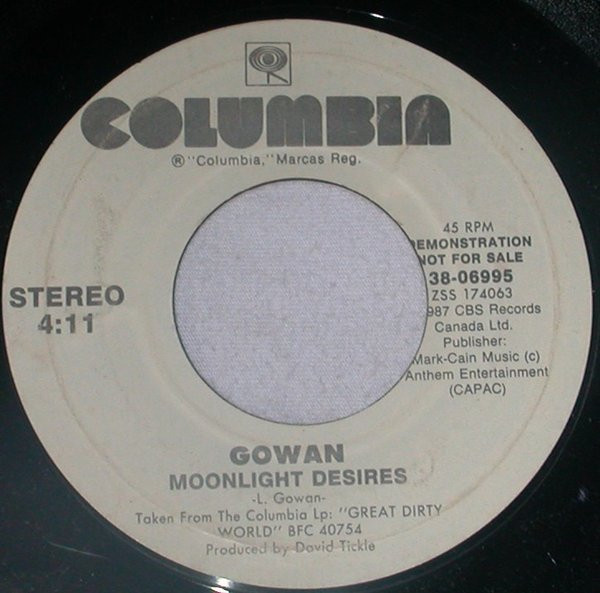 COLUMBIA
®"Columbia," Marcas Reg.
STEREO
4:11
45 RPM
DEMONSTRATION
NOT FOR SALE
38-06995
ZSS 174063
1987 CBS Records
Canada Ltd.
Publisher:
Mark-Cain Music (c)
Anthem Entertainment
(CAPAC)
GOWAN
MOONLIGHT DESIRES
-L. Gowan-
Taken From The Columbia Lp: "GREAT DIRTY
WORLD" BFC 40754
Produced by David Tickle